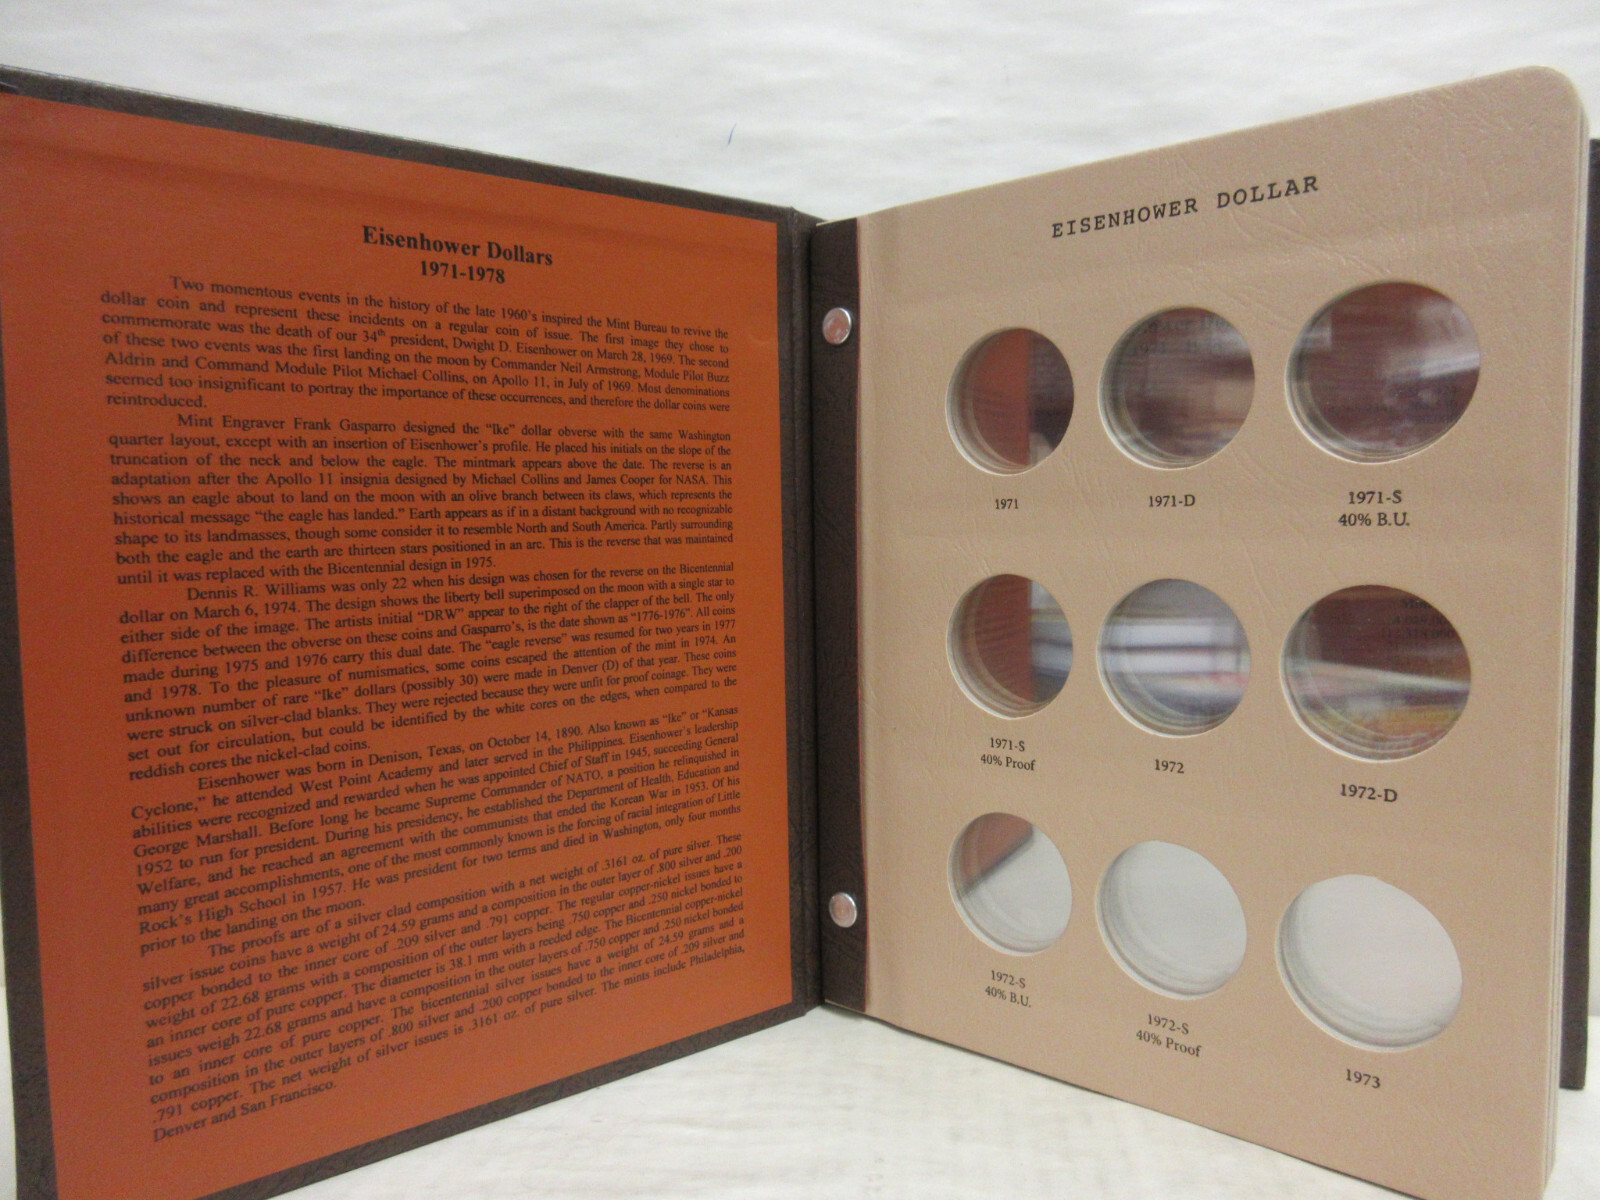 Eisenhower Dollars
1971-1978
Two momentous events in the history of the late 1960's inspired the Mint Bureau to revive the
dollar coin and represent these incidents on a regular coin of issue. The first image they chose to
commemorate was the death of our 34th president, Dwight D. Eisenhower on March 28, 1969. The second
of these two events was the first landing on the moon by Commander Neil Armstrong, Module Pilot Buzz
Aldrin and Command Module Pilot Michael Collins, on Apollo 11, in July of 1969. Most denominations
seemed too insignificant to portray the importance of these occurrences, and therefore the dollar coins were
reintroduced.
Mint Engraver Frank Gasparro designed the "Ike" dollar obverse with the same Washington
quarter layout, except with an insertion of Eisenhower's profile. He placed his initials on the slope of the
truncation of the neck and below the eagle. The mintmark appears above the date. The reverse is an
adaptation after the Apollo 11 insignia designed by Michael Collins and James Cooper for NASA. This
shows an eagle about to land on the moon with an olive branch between its claws, which represents the
historical message "the eagle has landed." Earth appears as if in a distant background with no recognizable
shape to its landmasses, though some consider it to resemble North and South America. Partly surrounding
both the eagle and the earth are thirteen stars positioned in an arc. This is the reverse that was maintained
until it was replaced with the Bicentennial design in 1975.
Dennis R. Williams was only 22 when his design was chosen for the reverse on the Bicentennial
dollar on March 6, 1974. The design shows the liberty bell superimposed on the moon with a single star to
either side of the image. The artists initial "DRW" appear to the right of the clapper of the bell. The only
difference between the obverse on these coins and Gasparro's, is the date shown as "1776-1976". All coins
made during 1975 and 1976 carry this dual date. The "eagle reverse" was resumed for two years in 1977
and 1978. To the pleasure of numismatics, some coins escaped the attention of the mint in 1974. An
unknown number of rare "Ike" dollars (possibly 30) were made in Denver (D) of that year. These coins
were struck on silver-clad blanks. They were rejected because they were unfit for proof coinage. They were
set out for circulation, but could be identified by the white cores on the edges, when compared to the
reddish cores the nickel-clad coins.
Eisenhower was born in Denison, Texas, on October 14, 1890. Also known as "Ike" or "Kansas
Cyclone," he attended West Point Academy and later served in the Philippines. Eisenhower's leadership
abilities were recognized and rewarded when he was appointed Chief of Staff in 1945, succeeding General
George Marshall. Before long he became Supreme Commander of NATO, a position he relinquished in
1952 to run for president. During his presidency, he established the Department of Health, Education and
Welfare, and he reached an agreement with the communists that ended the Korean War in 1953. Of his
many great accomplishments, one of the most commonly known is the forcing of racial integration of Little
Rock's High School in 1957. He was president for two terms and died in Washington, only four months
prior to the landing on the moon.
The proofs are of a silver clad composition with a net weight of .3161 oz. of pure silver. These
silver issue coins have a weight of 24.59 grams and a composition in the outer layer of .800 silver and .200
copper bonded to the inner core of .209 silver and .791 copper. The regular copper-nickel issues have a
weight of 22.68 grams with a composition of the outer layers being .750 copper and .250 nickel bonded to
an inner core of pure copper. The diameter is 38.1 mm with a reeded edge. The Bicentennial copper-nickel
issues weigh 22.68 grams and have a composition in the outer layers of .750 copper and .250 nickel bonded
to an inner core of pure copper. The bicentennial silver issues have a weight of 24.59 grams and a
composition in the outer layers of .800 silver and .200 copper bonded to the inner core of .209 silver and
.791 copper. The net weight of silver issues is .3161 oz. of pure silver. The mints include Philadelphia,
Denver and San Francisco.
EISENHOWER DOLLAR
1971
1971-D
1971-S
40% B.U.
1971-S
40% Proof
1972
1972-D
1972-S
40% B.U.
1972-S
40% Proof
1973